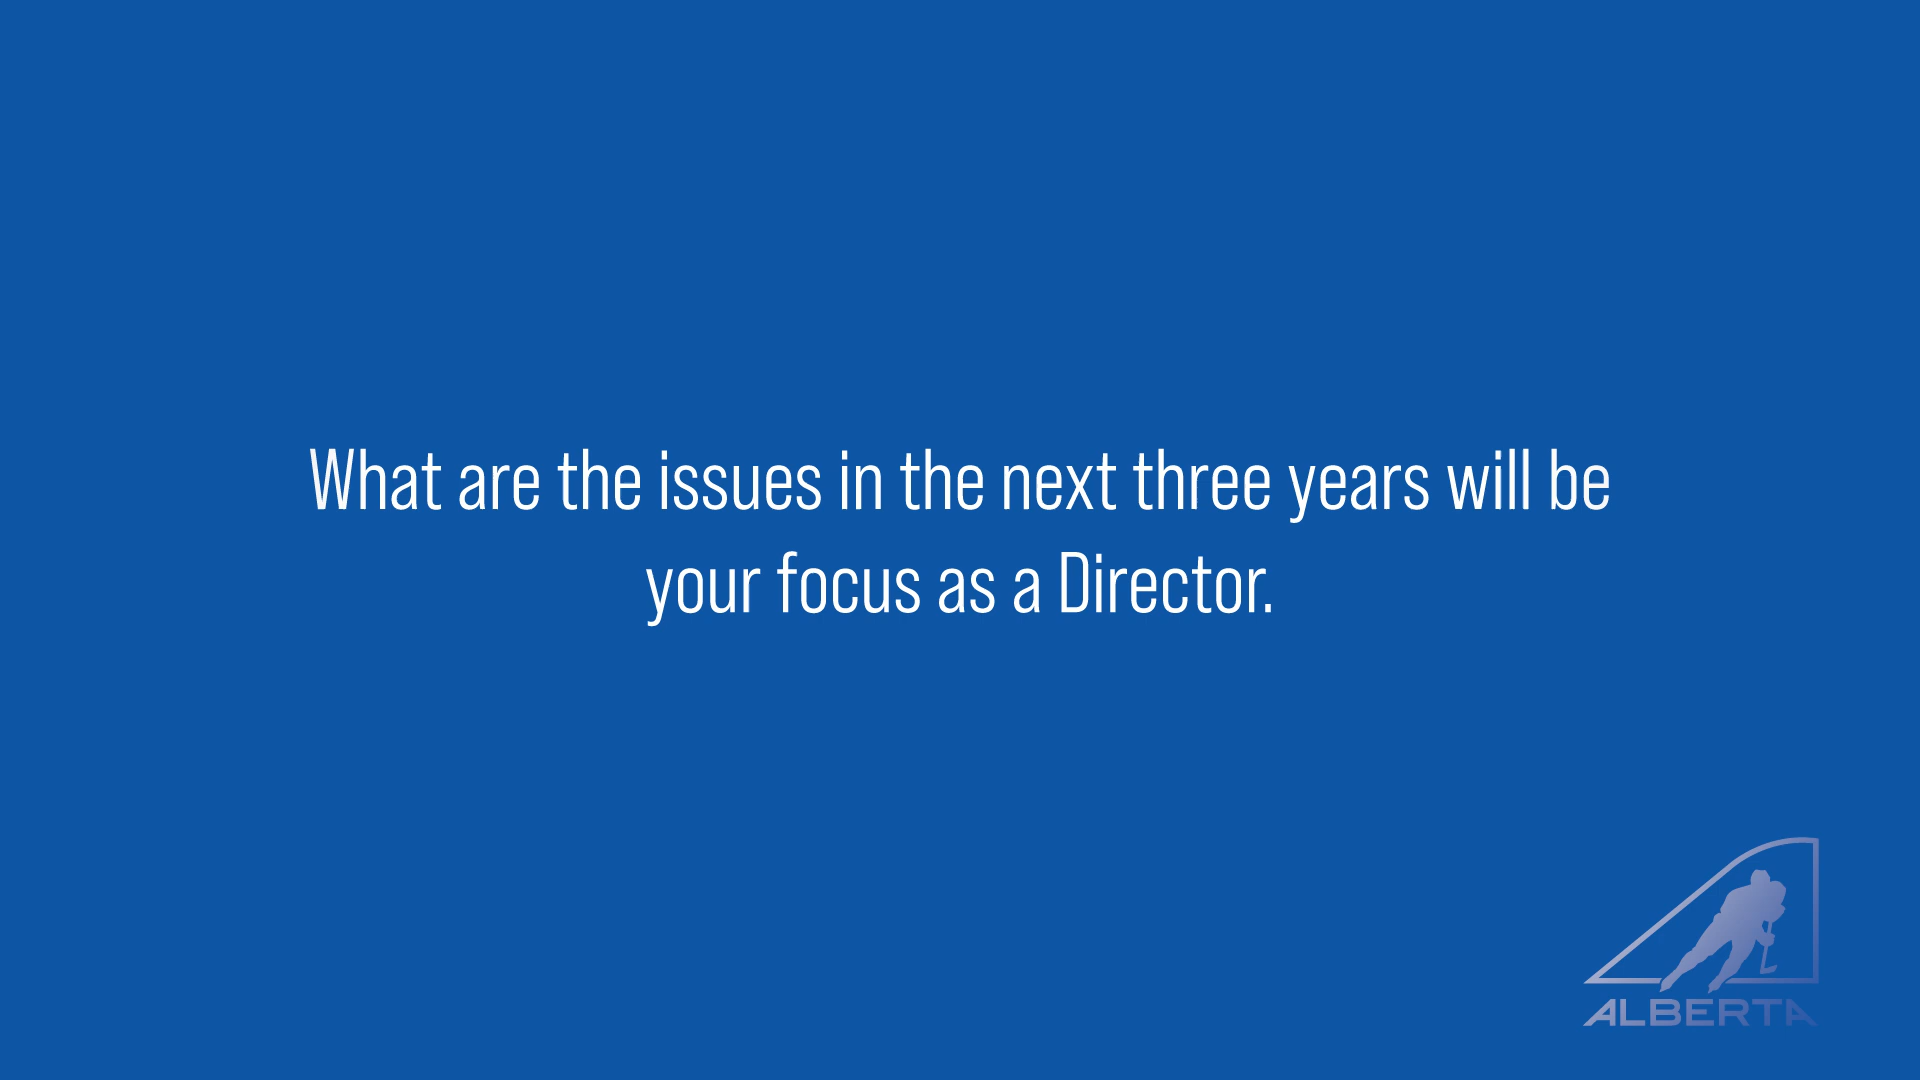 What are the issues in the next three years will be
your focus as a Director.
ALBERTA